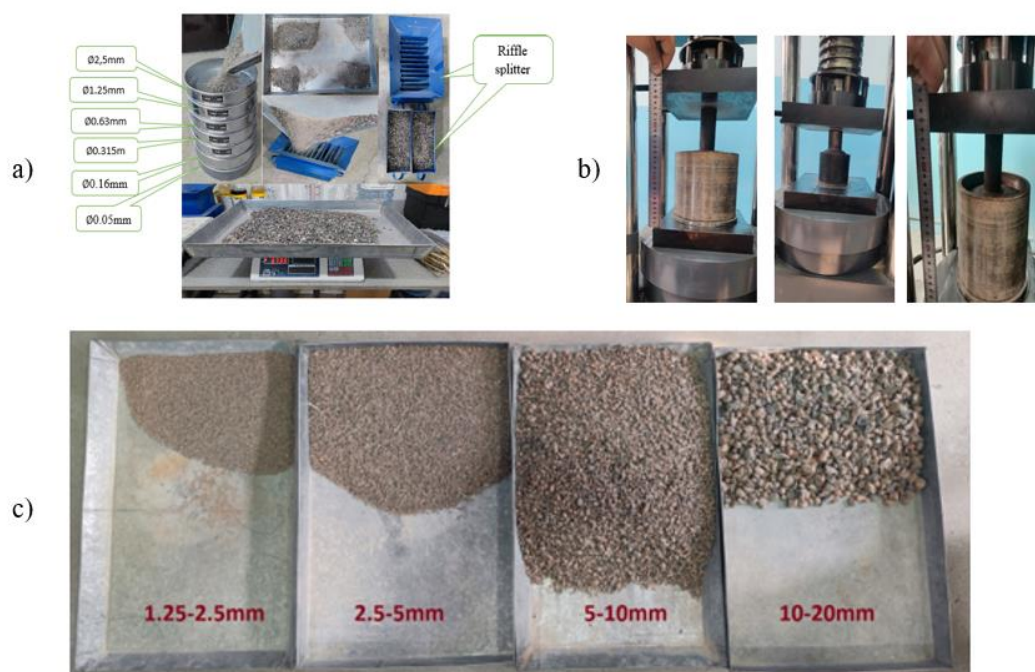 a)
Ø2,5mm
Ø1.25mm
Ø0.63mm
Ø0.315m
Ø0.16mm
Ø0.05mm
Riffle
splitter
b)
c)
1.25-2.5mm
2.5-5mm
5-10mm
10-20mm